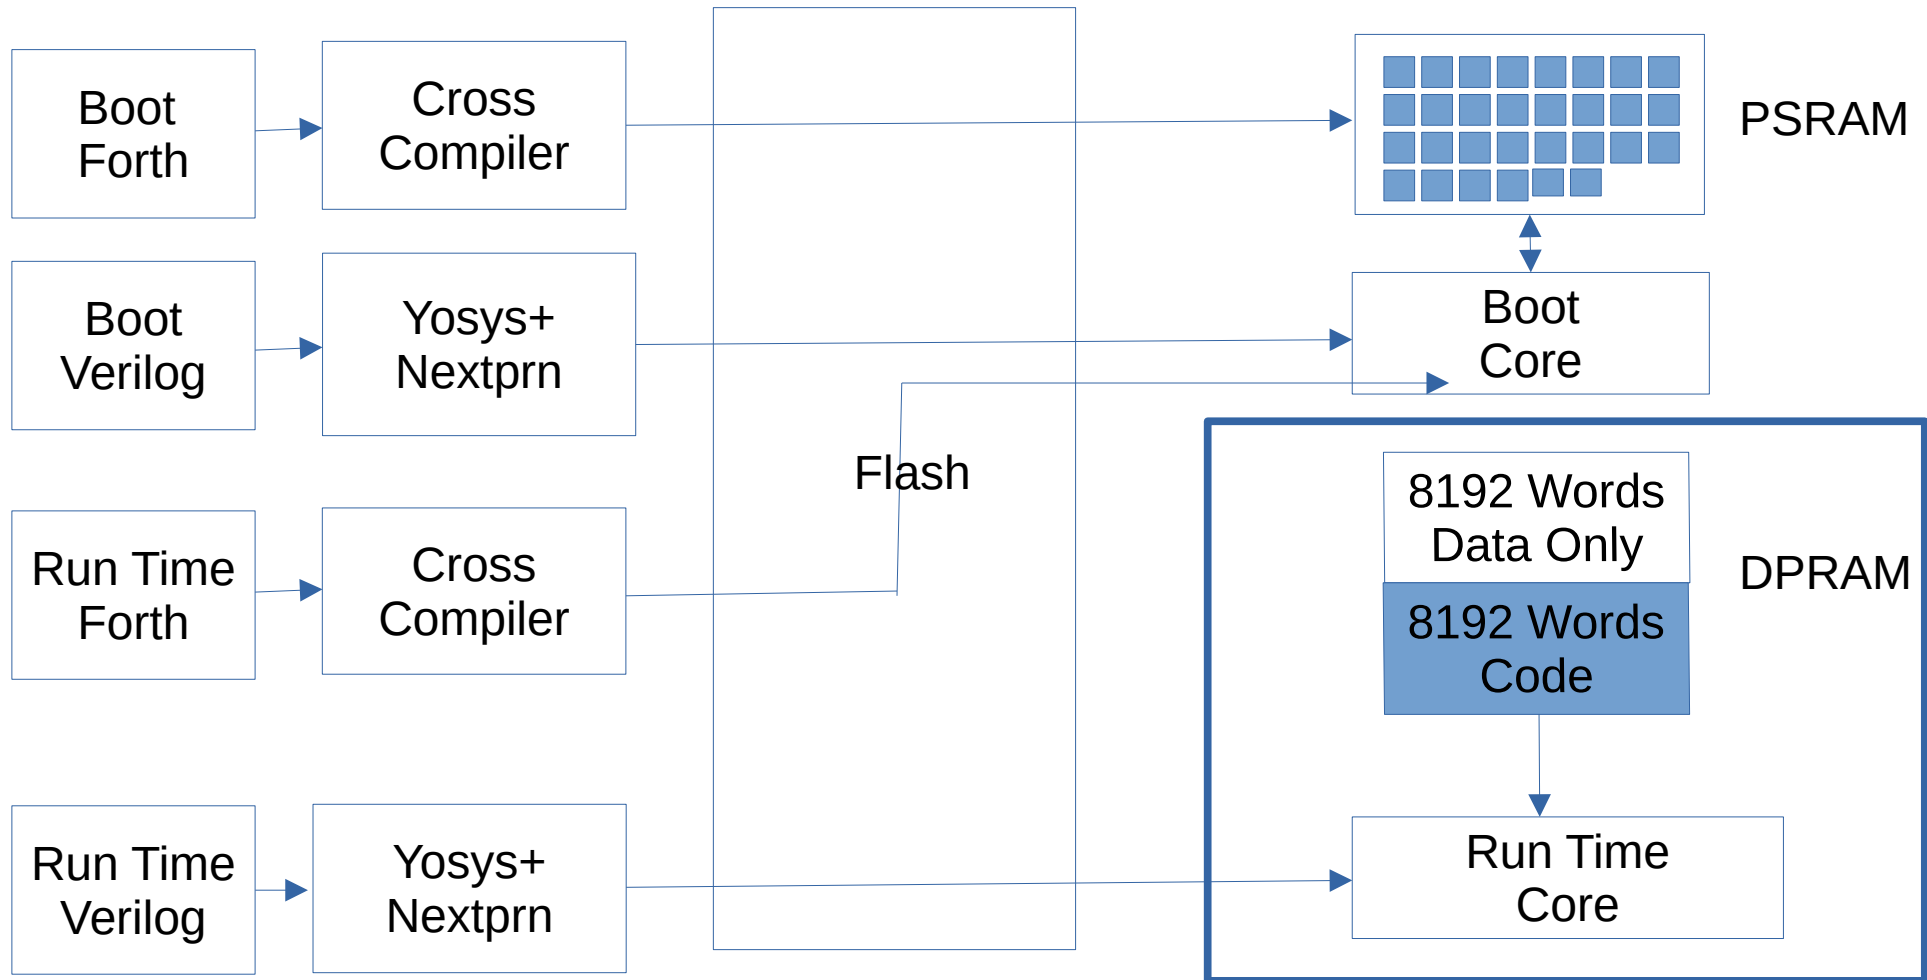 Boot
Forth
Cross
Compiler
PSRAM
Boot
Verilog
Yosys+
Nextprn
Boot
Core
Flash
Run Time
Forth
Cross
Compiler
8192 Words
Data Only
DPRAM
8192 Words
Code
Run Time
Verilog
Yosys+
Nextprn
Run Time
Core